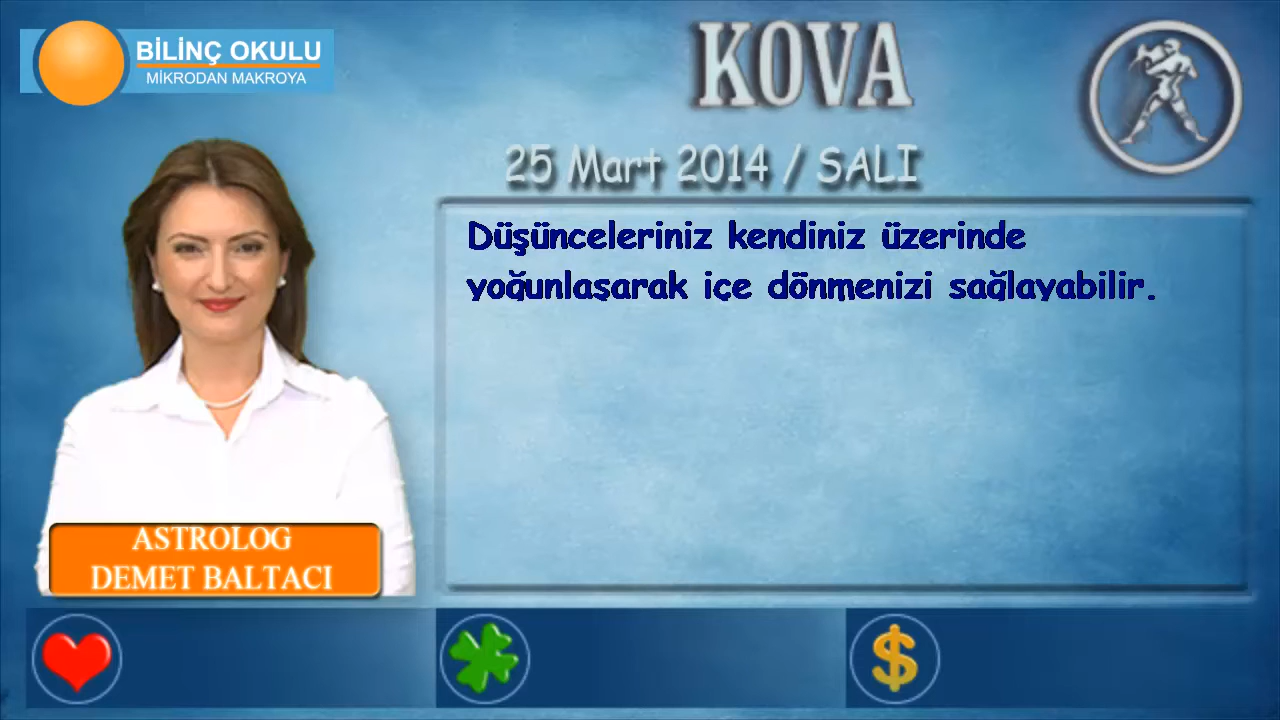 BİLİNÇ OKULU
MİKRODAN MAKROYA
KOVA
25 Mart 2014 / SALI
Düşünceleriniz kendiniz üzerinde
yoğunlaşarak içe dönmenizi sağlayabilir.
ASTROLOG
DEMET BALTACI
$